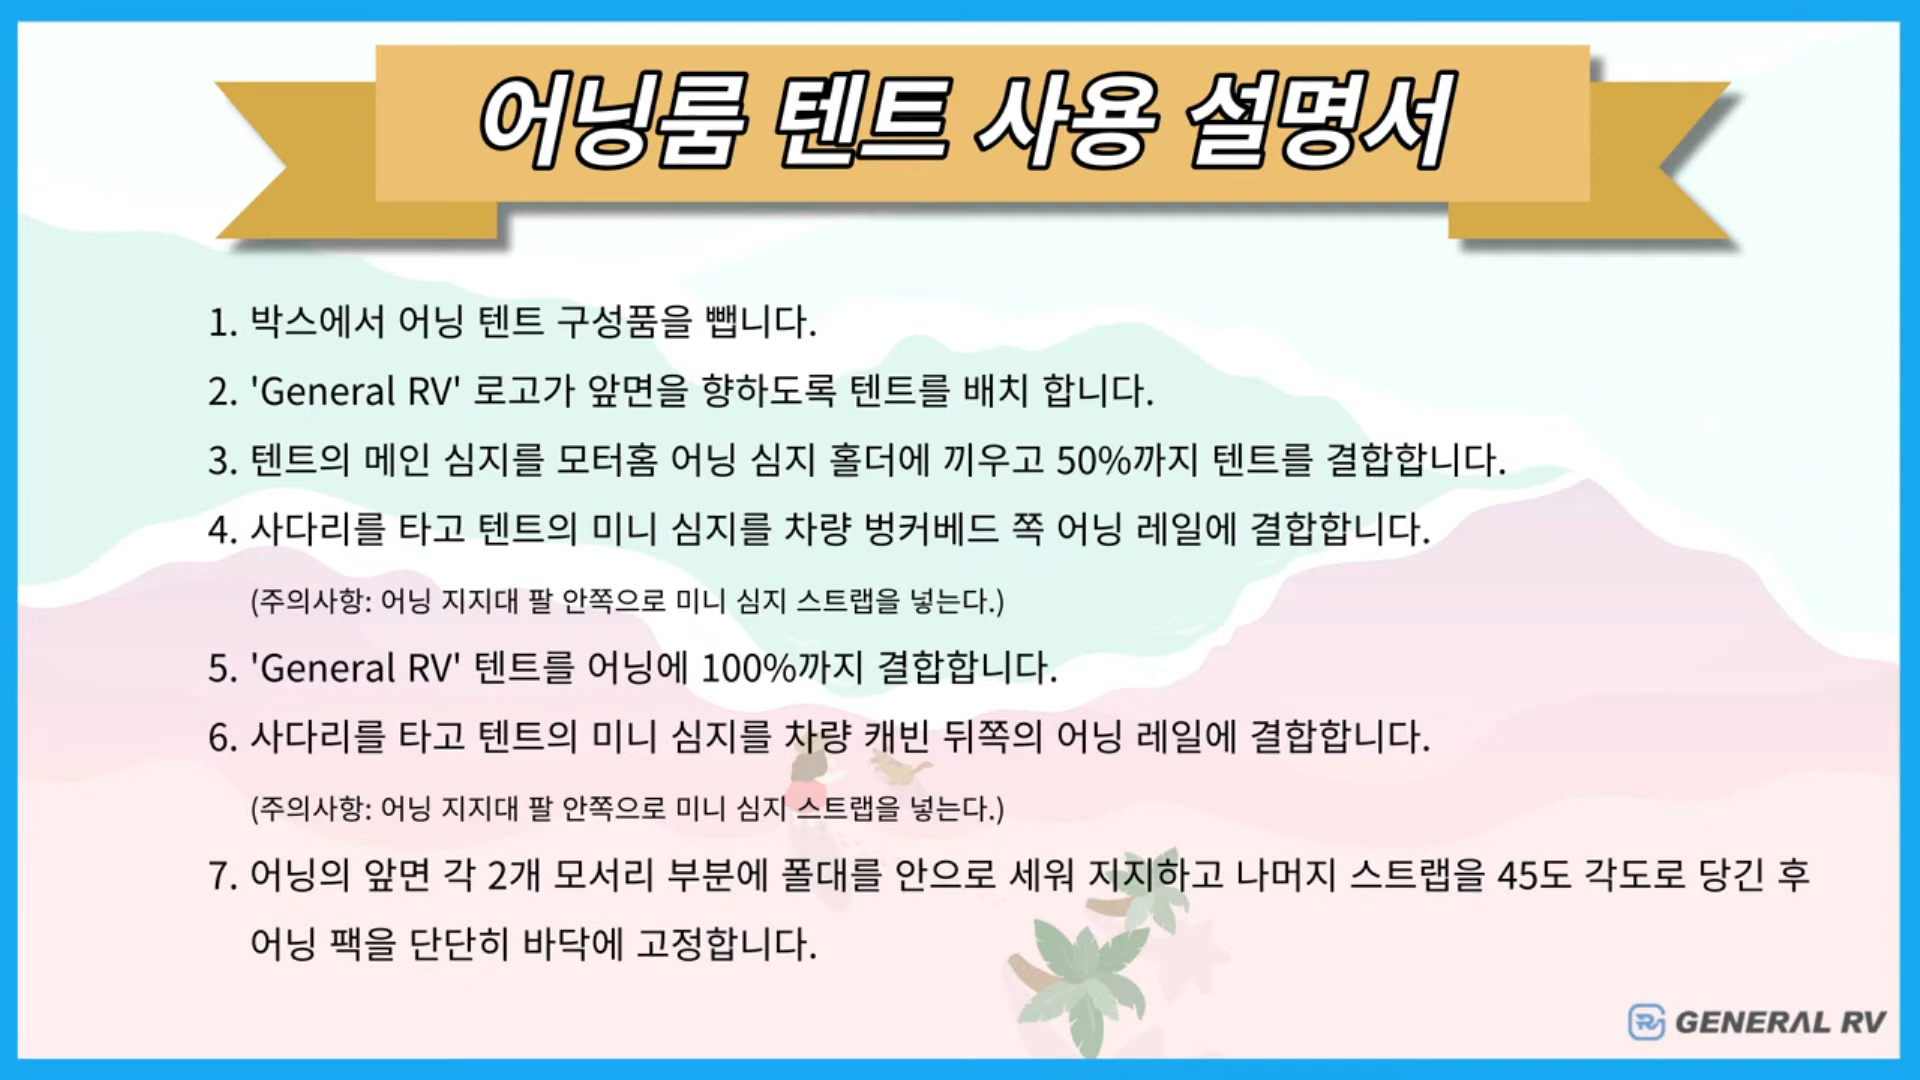 어닝룸 텐트 사용 설명서
1. 박스에서 어닝 텐트 구성품을 뺍니다.
2. 'General RV' 로고가 앞면을 향하도록 텐트를 배치 합니다.
3. 텐트의 메인 심지를 모터홈 어닝 심지 홀더에 끼우고 50%까지 텐트를 결합합니다.
4. 사다리를 타고 텐트의 미니 심지를 차량 벙커베드 쪽 어닝 레일에 결합합니다.
(주의사항: 어닝 지지대 팔 안쪽으로 미니 심지 스트랩을 넣는다.)
5. 'General RV' 텐트를 어닝에 100%까지 결합합니다.
6. 사다리를 타고 텐트의 미니 심지를 차량 캐빈 뒤쪽의 어닝 레일에 결합합니다.
(주의사항: 어닝 지지대 팔 안쪽으로 미니 심지 스트랩을 넣는다.)
7. 어닝의 앞면 각 2개 모서리 부분에 폴대를 안으로 세워 지지하고 나머지 스트랩을 45도 각도로 당긴 후
어닝 팩을 단단히 바닥에 고정합니다.
GENERAL RV